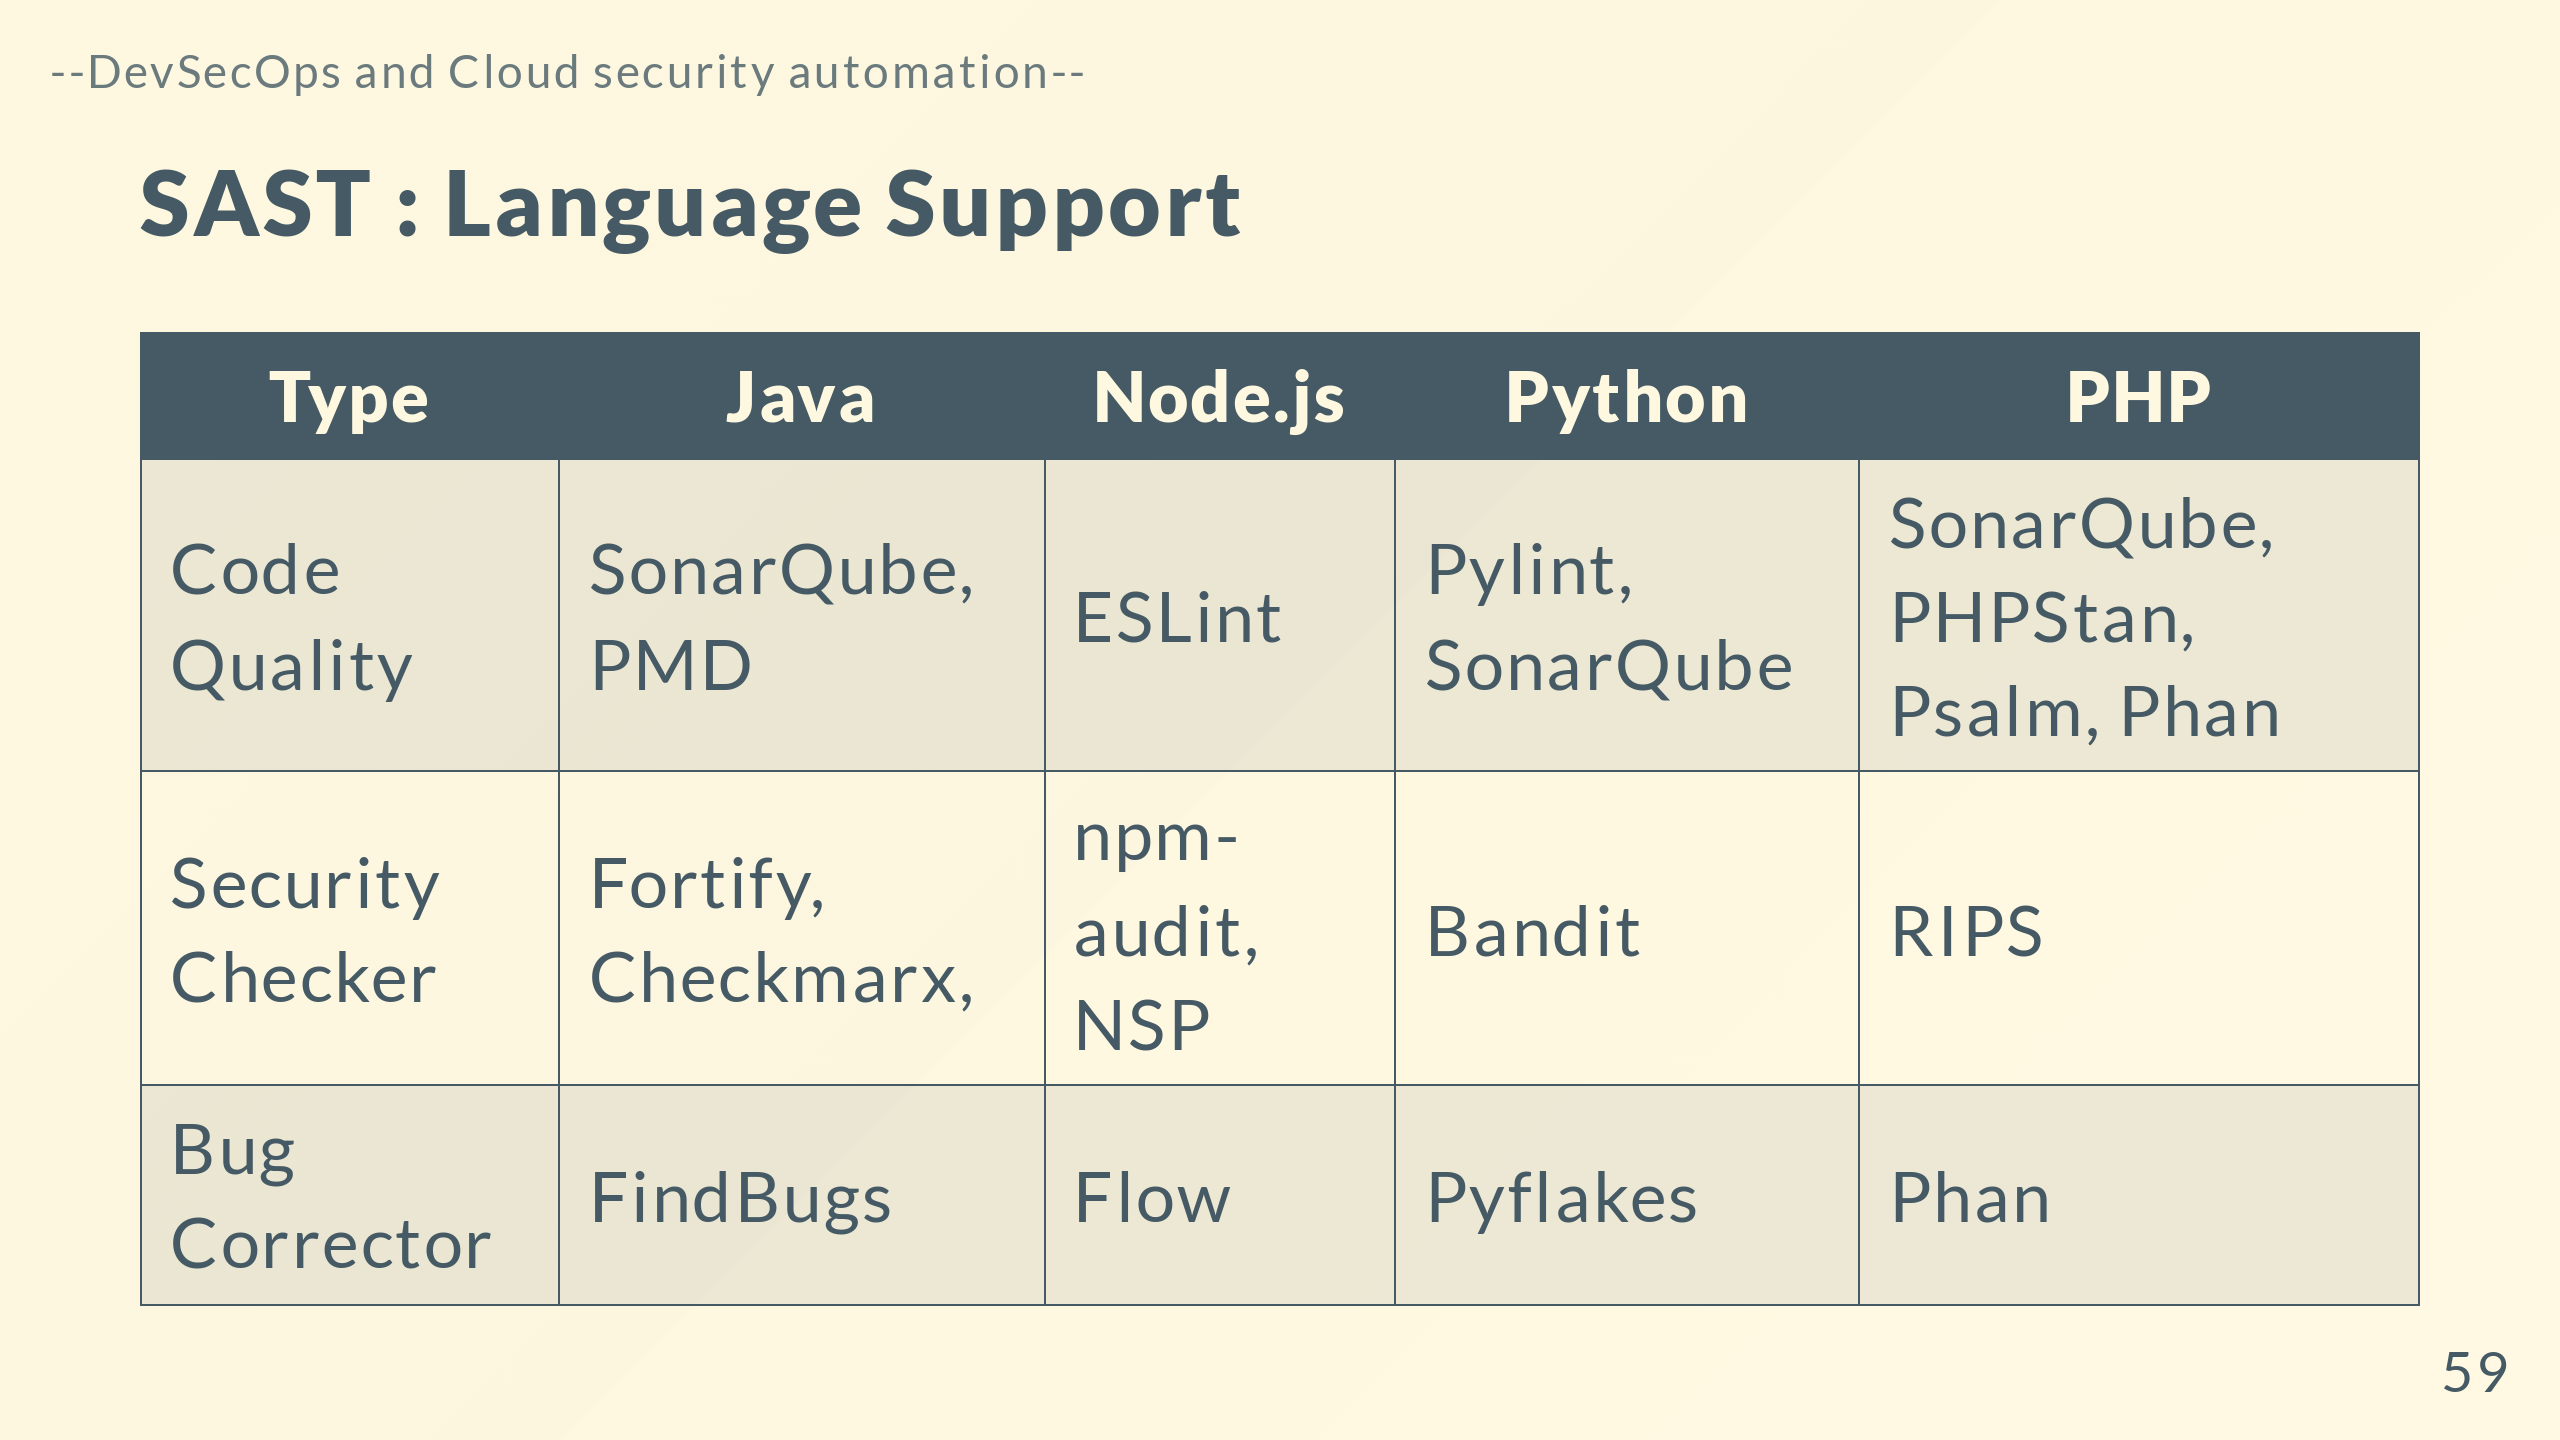 --DevSecOps and Cloud security automation--
SAST : Language Support
Type Java Node.js Python PHP
Code
Quality
SonarQube,
PMD
ESLint
Pylint,
SonarQube
SonarQube,
PHPStan,
Psalm, Phan
Security
Checker
Fortify,
Checkmarx,
npm-
audit,
NSP
Bandit
RIPS
Bug
Corrector
FindBugs
Flow
Pyflakes
Phan
59